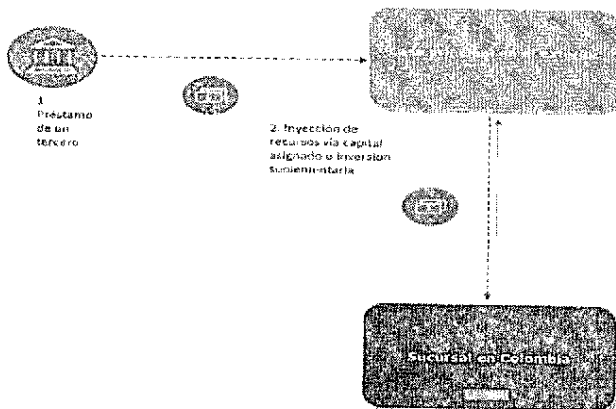 1
Préstamo
de un
tercero
2. Inyección de
recursos vía capital
asignado o inversión
suplementaria
Sucursal en Colombia